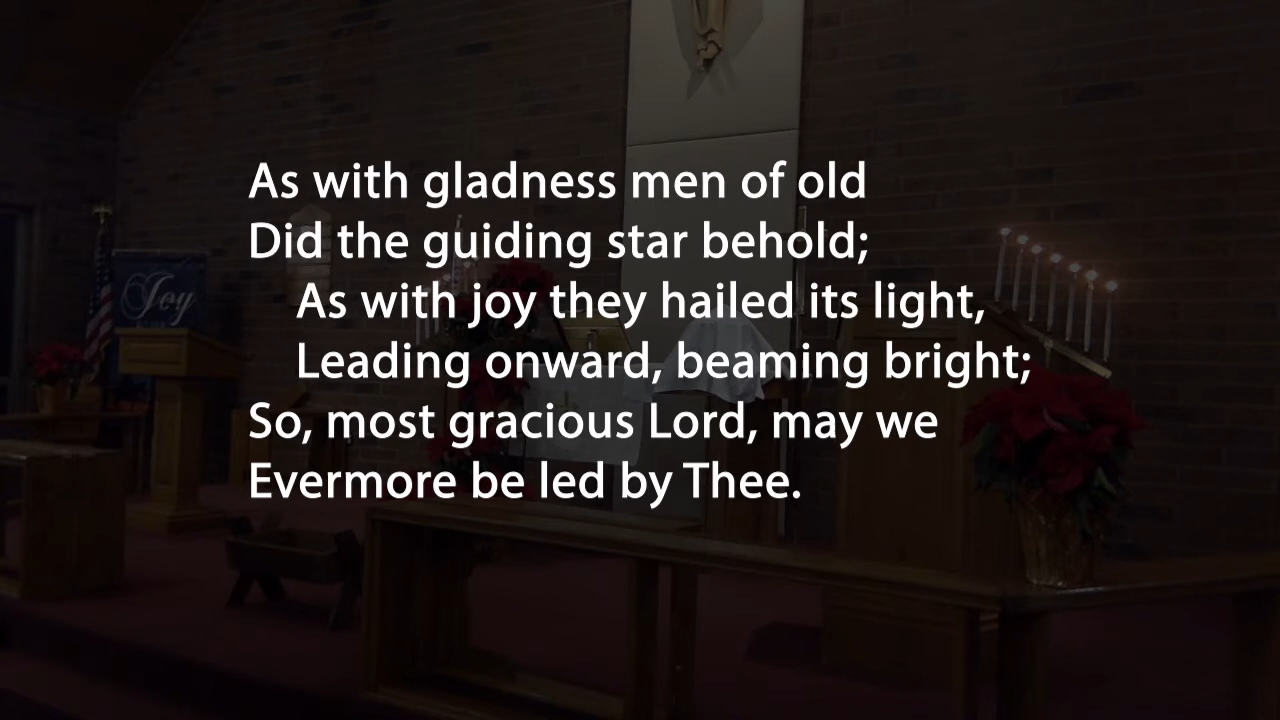 As with gladness men of old
Did the guiding star behold;
As with joy they hailed its light,
Leading onward, beaming bright;
So, most gracious Lord, may we
Evermore be led by Thee.
Joy